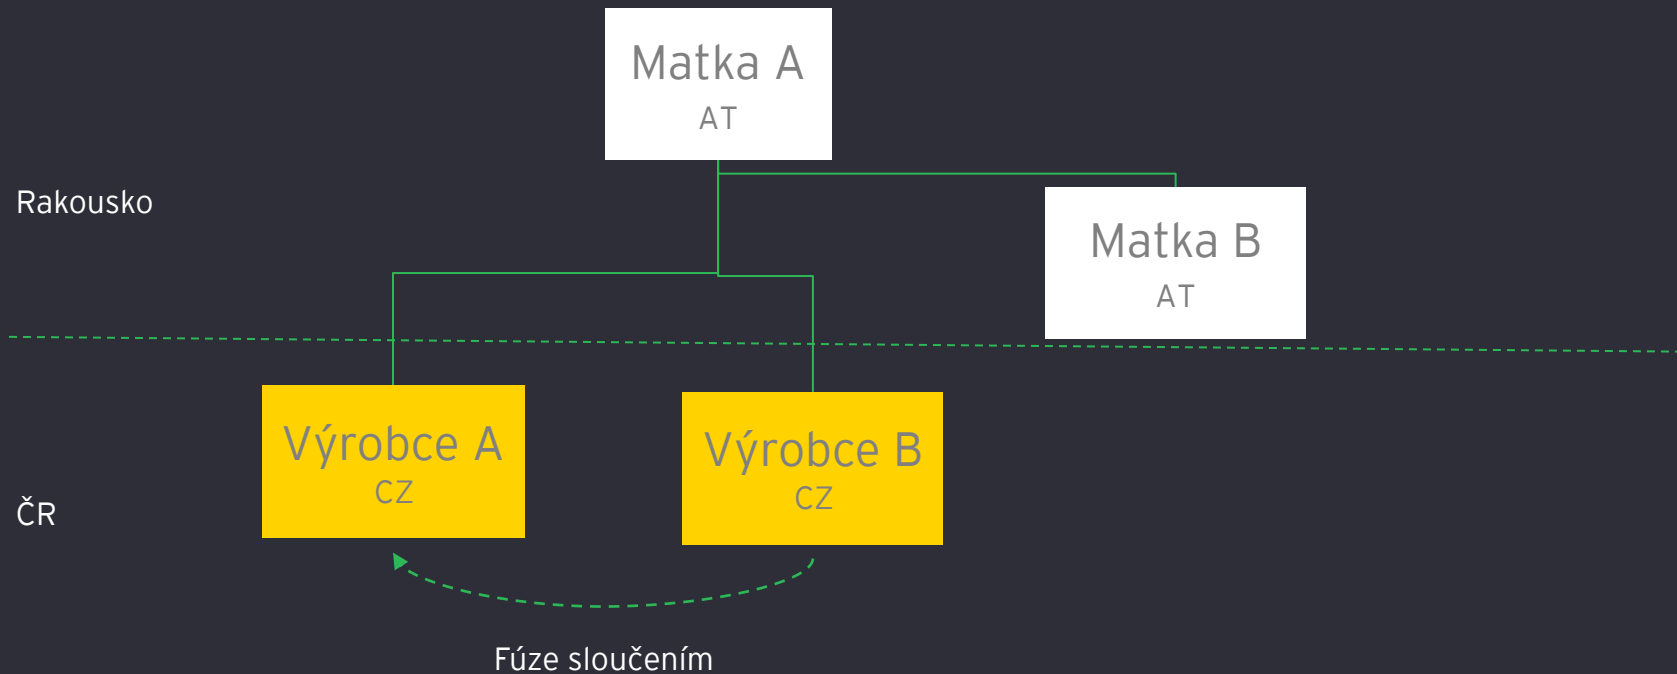 Matka A
AT
Rakousko
Matka B
AT
Výrobce A
CZ
Výrobce B
CZ
ČR
Fúze sloučením